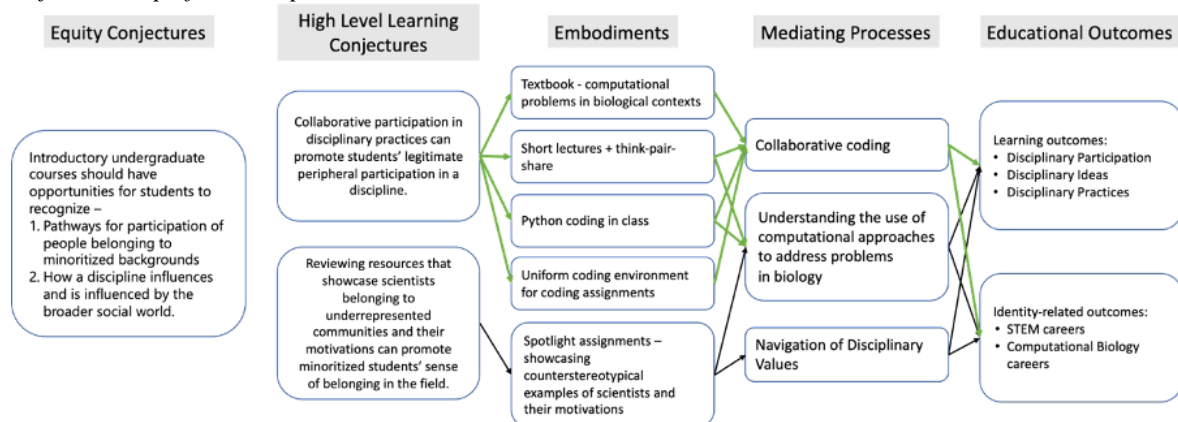 Equity Conjectures
High Level Learning
Conjectures
Embodiments
Mediating Processes
Educational Outcomes
Introductory undergraduate
courses should have
opportunities for students to
recognize –
1. Pathways for participation of
people belonging to
minoritized backgrounds
2. How a discipline influences
and is influenced by the
broader social world.
Collaborative participation in
disciplinary practices can
promote students' legitimate
peripheral participation in a
discipline.
Reviewing resources that
showcase scientists
belonging to
underrepresented
communities and their
motivations can promote
minoritized students' sense
of belonging in the field.
Textbook - computational
problems in biological contexts
Short lectures + think-pair-
share
Python coding in class
Uniform coding environment
for coding assignments
Spotlight assignments –
showcasing
counterstereotypical
examples of scientists and
their motivations
Collaborative coding
Understanding the use of
computational approaches
to address problems
in biology
Navigation of Disciplinary
Values
Learning outcomes:
• Disciplinary Participation
• Disciplinary Ideas
• Disciplinary Practices
Identity-related outcomes:
• STEM careers
• Computational Biology
careers